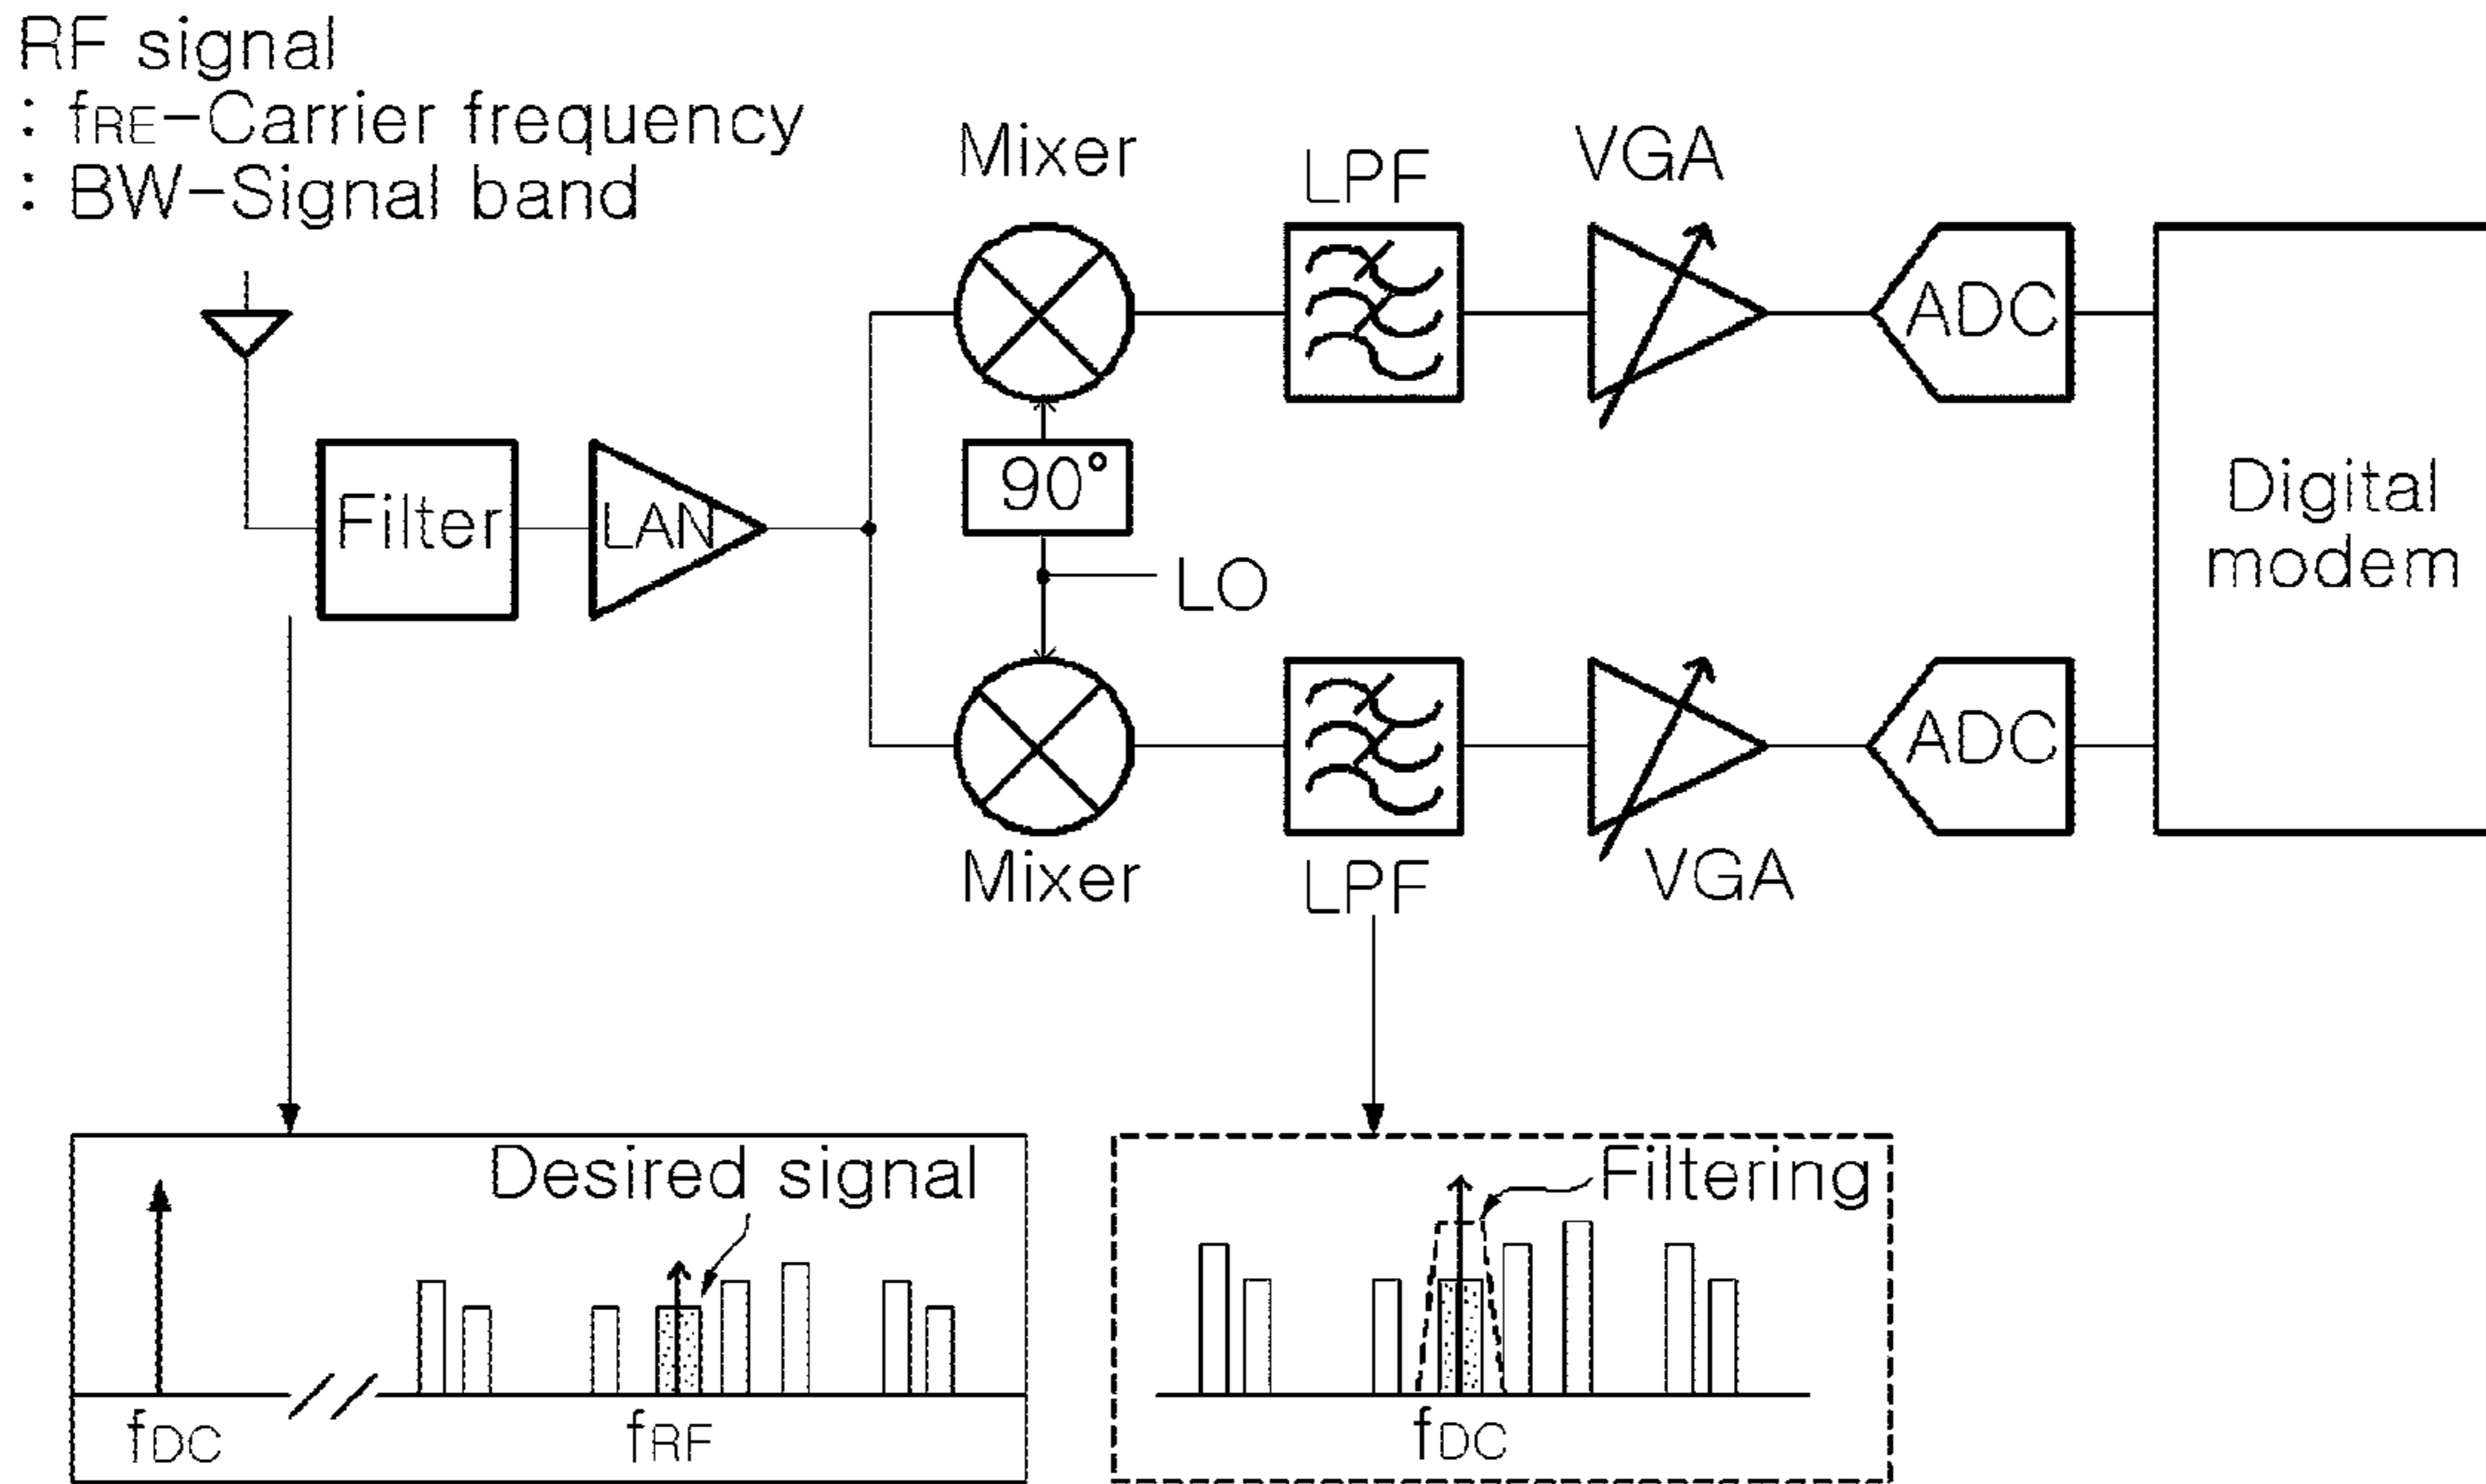 RF signal
: fRE-Carrier frequency
: BW-Signal band
Mixer
LPF
VGA
ADC
90°
Filter
LAN
LO
Digital
modem
ADC
Mixer
LPF
VGA
Desired signal
fDC
fRF
Filtering
fDC